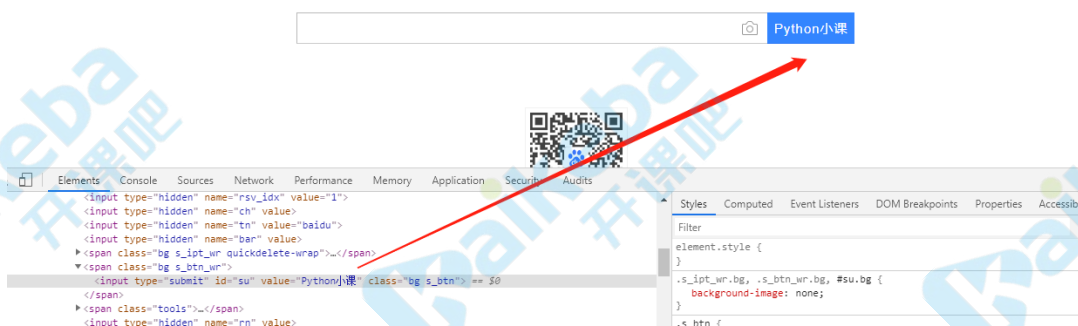 Python小课
Elements Console Sources Network Performance Memory Application Security Audits
<input type="hidden" name="rsv_idx" value="1">
<input type="hidden" name="ch" value>
<input type="hidden" name="tn" value="baidu">
<input type="hidden" name="bar" value>
<span class="bg s_ipt_wr quickdelete-wrap">…</span>
<span class="bg s_btn_wr">
<input type="submit" id="su" value="Python小课" class="bg s_btn"> == $0
</span>
<span class="tools">…</span>
<input type="hidden" name="rn" value>
Styles Computed Event Listeners DOM Breakpoints Properties Accessib
Filter
element.style {
}
.s_ipt_wr.bg, .s_btn_wr.bg, #su.bg {
background-image: none;
}
.s_btn {
Kaikeba
开课吧